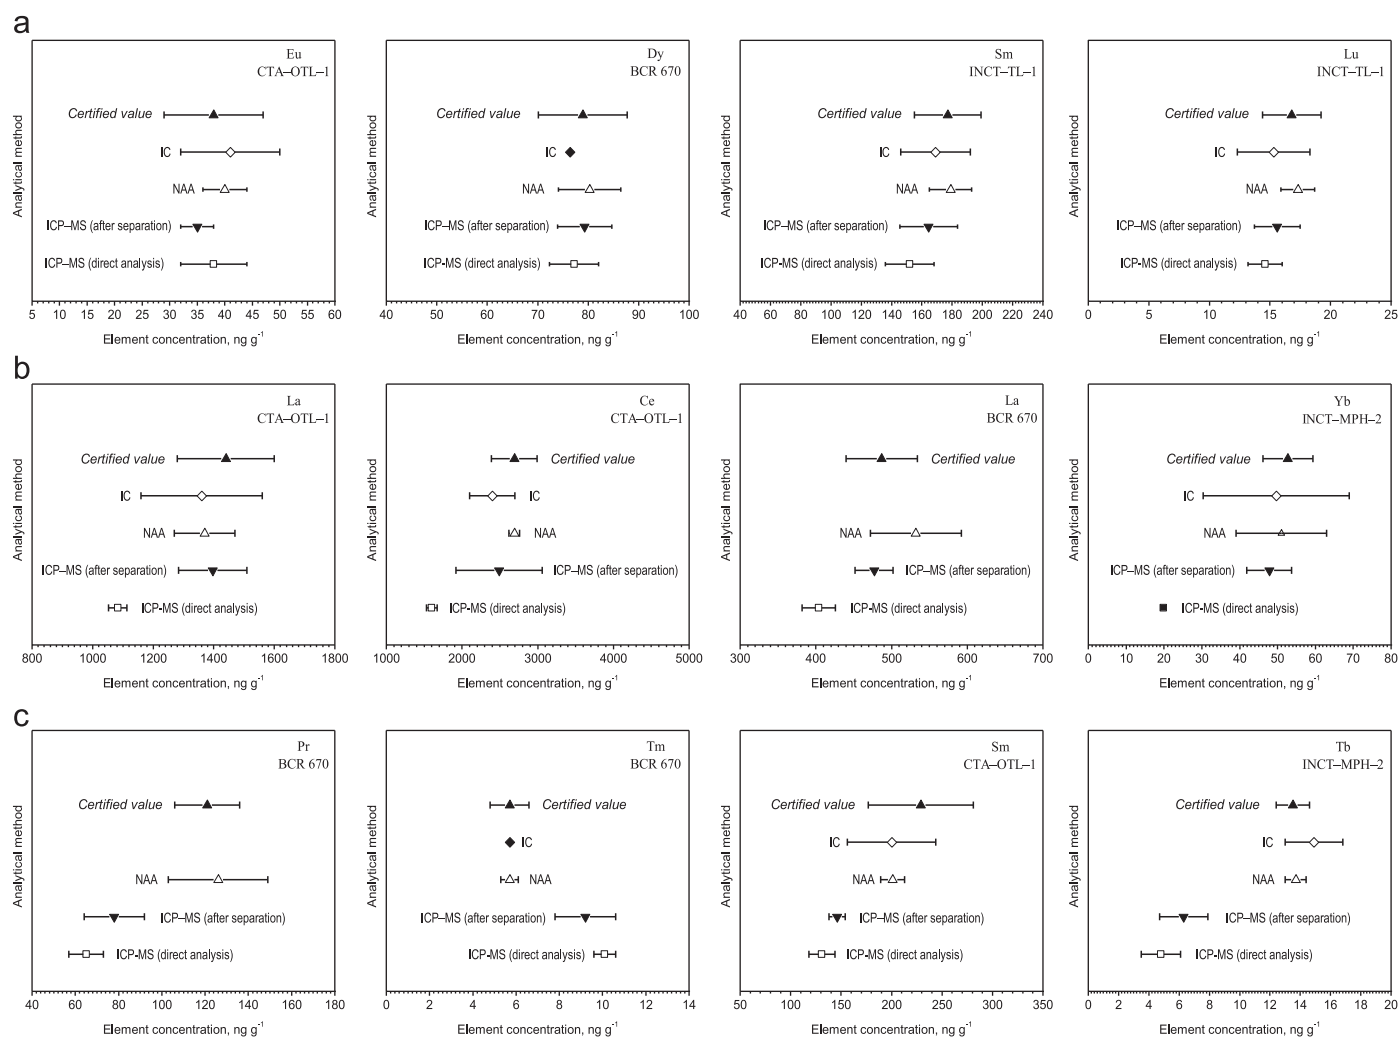 a
Eu
CTA–OTL–1
Certified value
IC
NAA
ICP–MS (after separation)
ICP–MS (direct analysis)
Analytical method
5 10 15 20 25 30 35 40 45 50 55 60
Element concentration, ng g-1
Dy
BCR 670
Certified value
IC
NAA
ICP–MS (after separation)
ICP-MS (direct analysis)
Analytical method
40 50 60 70 80 90 100
Element concentration, ng g-1
Sm
INCT–TL–1
Certified value
IC
NAA
ICP–MS (after separation)
ICP-MS (direct analysis)
Analytical method
40 60 80 100 120 140 160 180 200 220 240
Element concentration, ng g-1
Lu
INCT–TL–1
Certified value
IC
NAA
ICP–MS (after separation)
ICP-MS (direct analysis)
Analytical method
0 5 10 15 20 25
Element concentration, ng g-1
b
La
CTA–OTL–1
Certified value
IC
NAA
ICP–MS (after separation)
ICP-MS (direct analysis)
Analytical method
800 1000 1200 1400 1600 1800
Element concentration, ng g-1
Ce
CTA–OTL–1
Certified value
IC
NAA
ICP–MS (after separation)
ICP-MS (direct analysis)
Analytical method
1000 2000 3000 4000 5000
Element concentration, ng g-1
La
BCR 670
Certified value
NAA
ICP–MS (after separation)
ICP-MS (direct analysis)
Analytical method
300 400 500 600 700
Element concentration, ng g-1
Yb
INCT–MPH–2
Certified value
IC
NAA
ICP–MS (after separation)
ICP-MS (direct analysis)
Analytical method
0 10 20 30 40 50 60 70 80
Element concentration, ng g-1
c
Pr
BCR 670
Certified value
NAA
ICP–MS (after separation)
ICP-MS (direct analysis)
Analytical method
40 60 80 100 120 140 160 180
Element concentration, ng g-1
Tm
BCR 670
Certified value
IC
NAA
ICP–MS (after separation)
ICP-MS (direct analysis)
Analytical method
0 2 4 6 8 10 12 14
Element concentration, ng g-1
Sm
CTA–OTL–1
Certified value
IC
NAA
ICP–MS (after separation)
ICP-MS (direct analysis)
Analytical method
50 100 150 200 250 300 350
Element concentration, ng g-1
Tb
INCT–MPH–2
Certified value
IC
NAA
ICP–MS (after separation)
ICP-MS (direct analysis)
Analytical method
0 2 4 6 8 10 12 14 16 18 20
Element concentration, ng g-1